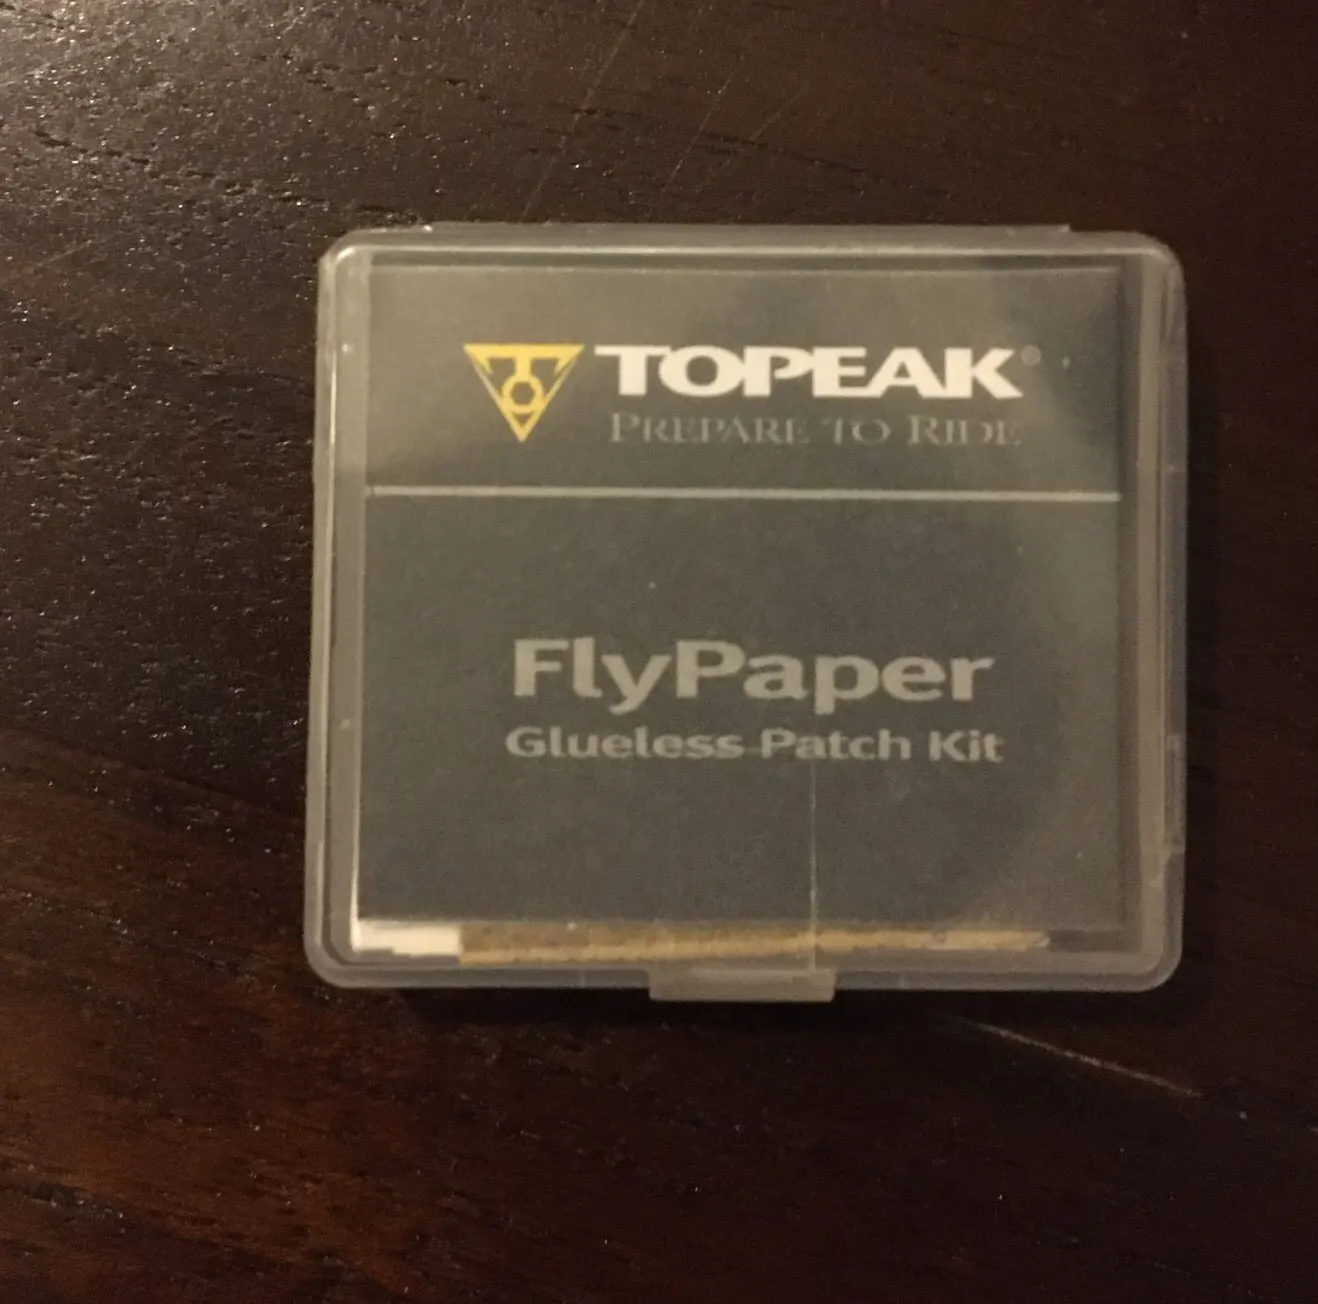 TOPEAK®
PREPARE TO RIDE
FlyPaper
Glueless Patch Kit